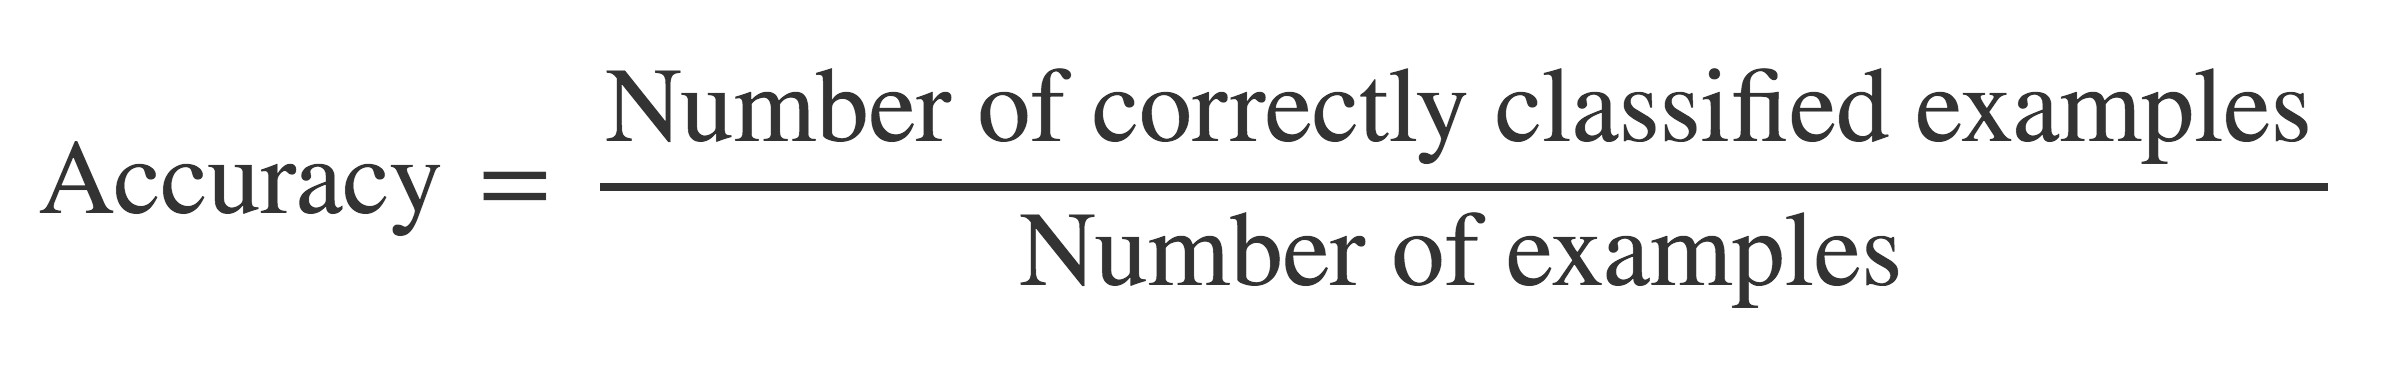 Accuracy = Number of correctly classified examples
Number of examples